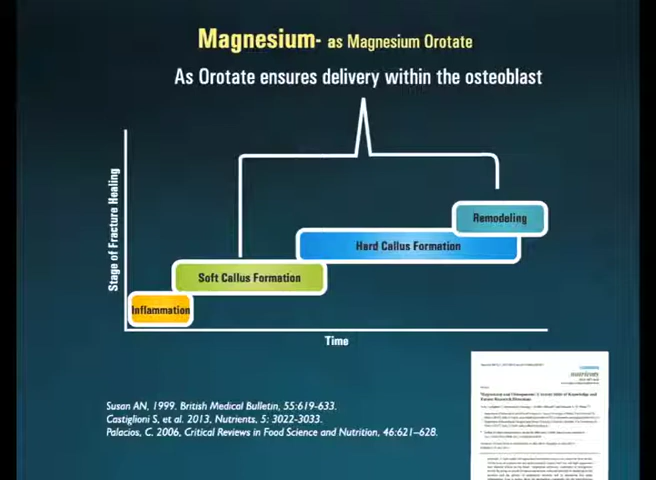 Magnesium- as Magnesium Orotate
As Orotate ensures delivery within the osteoblast
Stage of Fracture Healing
Remodeling
Hard Callus Formation
Soft Callus Formation
Inflammation
Time
nutrients
Susan AN, 1999. British Medical Bulletin, 55:619-633.
Castiglioni S, et al. 2013, Nutrients, 5: 3022-3033.
Palacios, C. 2006, Critical Reviews in Food Science and Nutrition, 46:621–628.